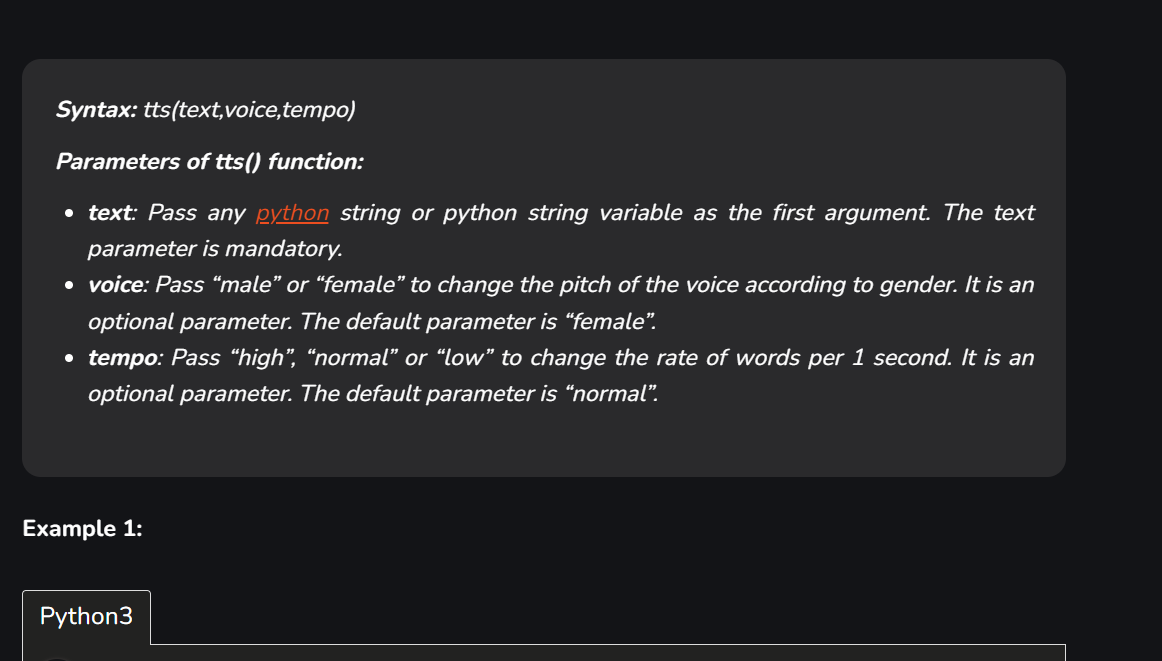 Syntax: tts(text,voice,tempo)
Parameters of tts() function:
• text: Pass any python string or python string variable as the first argument. The text
parameter is mandatory.
• voice: Pass “male” or “female” to change the pitch of the voice according to gender. It is an
optional parameter. The default parameter is “female”.
• tempo: Pass “high”, “normal” or “low” to change the rate of words per 1 second. It is an
optional parameter. The default parameter is “normal”.
Example 1:
Python3